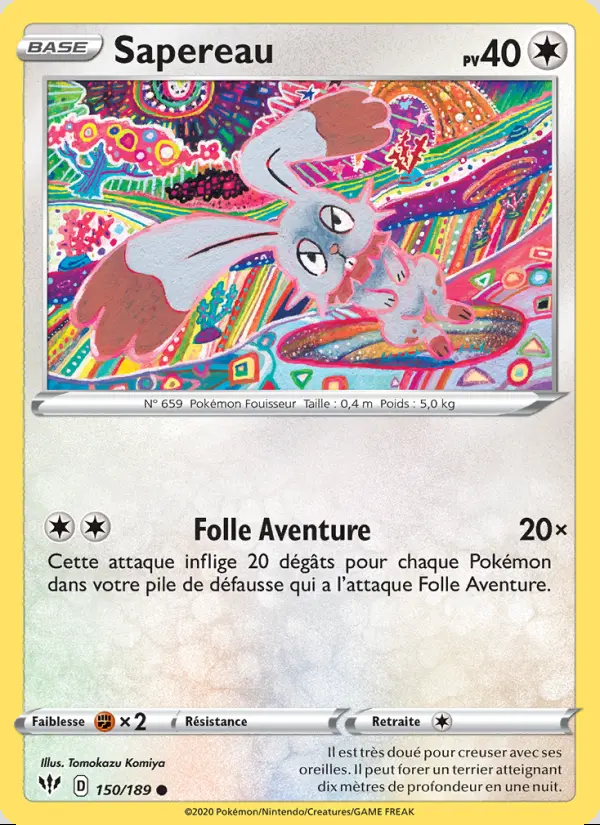 BASE Sapereau PV40
N° 659 Pokémon Fouisseur Taille : 0,4 m Poids : 5,0 kg
Folle Aventure 20×
Cette attaque inflige 20 dégâts pour chaque Pokémon
dans votre pile de défausse qui a l'attaque Folle Aventure.
Faiblesse ×2 Résistance Retraite
Illus. Tomokazu Komiya
D 150/189
Il est très doué pour creuser avec ses
oreilles. Il peut forer un terrier atteignant
dix mètres de profondeur en une nuit.
©2020 Pokémon/Nintendo/Creatures/GAME FREAK